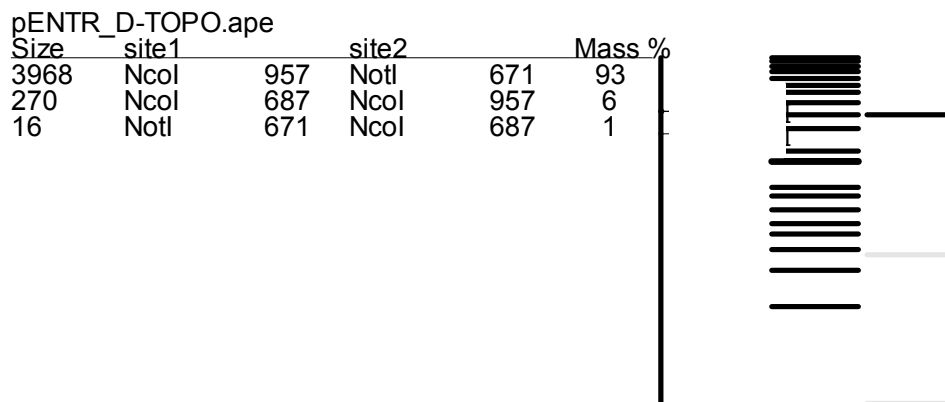 pENTR_D-TOPO.ape
Size site1 site2 Mass %
3968 NcoI 957 NotI 671 93
270 NcoI 687 NcoI 957 6
16 NotI 671 NcoI 687 1